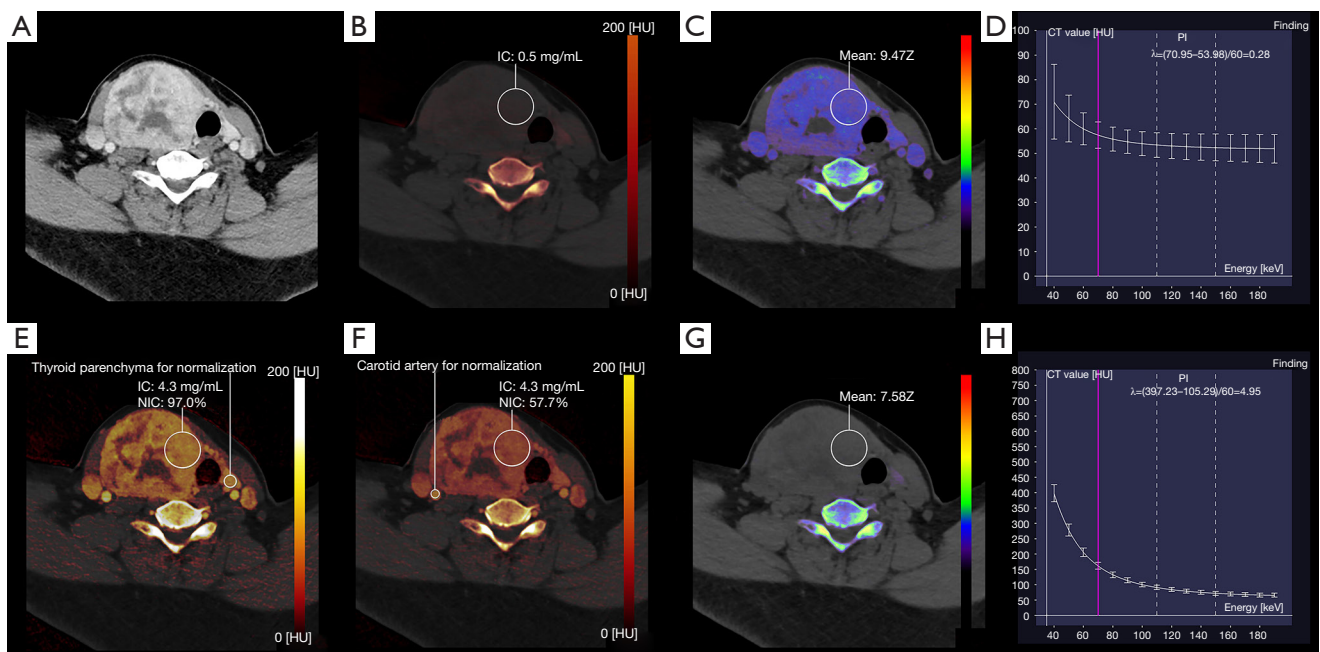 A
B
200 [HU]
IC: 0.5 mg/mL
0 [HU]
C
Mean: 9.47Z
D
Finding
CT value [HU]
PI
λ=(70.95–53.98)/60=0.28
100
90
80
70
60
50
40
30
20
10
0
Energy [keV]
40 60 80 100 120 140 160 180
E
Thyroid parenchyma for normalization
200 [HU]
IC: 4.3 mg/mL
NIC: 97.0%
0 [HU]
F
Carotid artery for normalization
200 [HU]
IC: 4.3 mg/mL
NIC: 57.7%
0 [HU]
G
Mean: 7.58Z
H
Finding
CT value [HU]
PI
λ=(397.23–105.29)/60=4.95
800
750
700
650
600
550
500
450
400
350
300
250
200
150
100
50
0
Energy [keV]
40 60 80 100 120 140 160 180